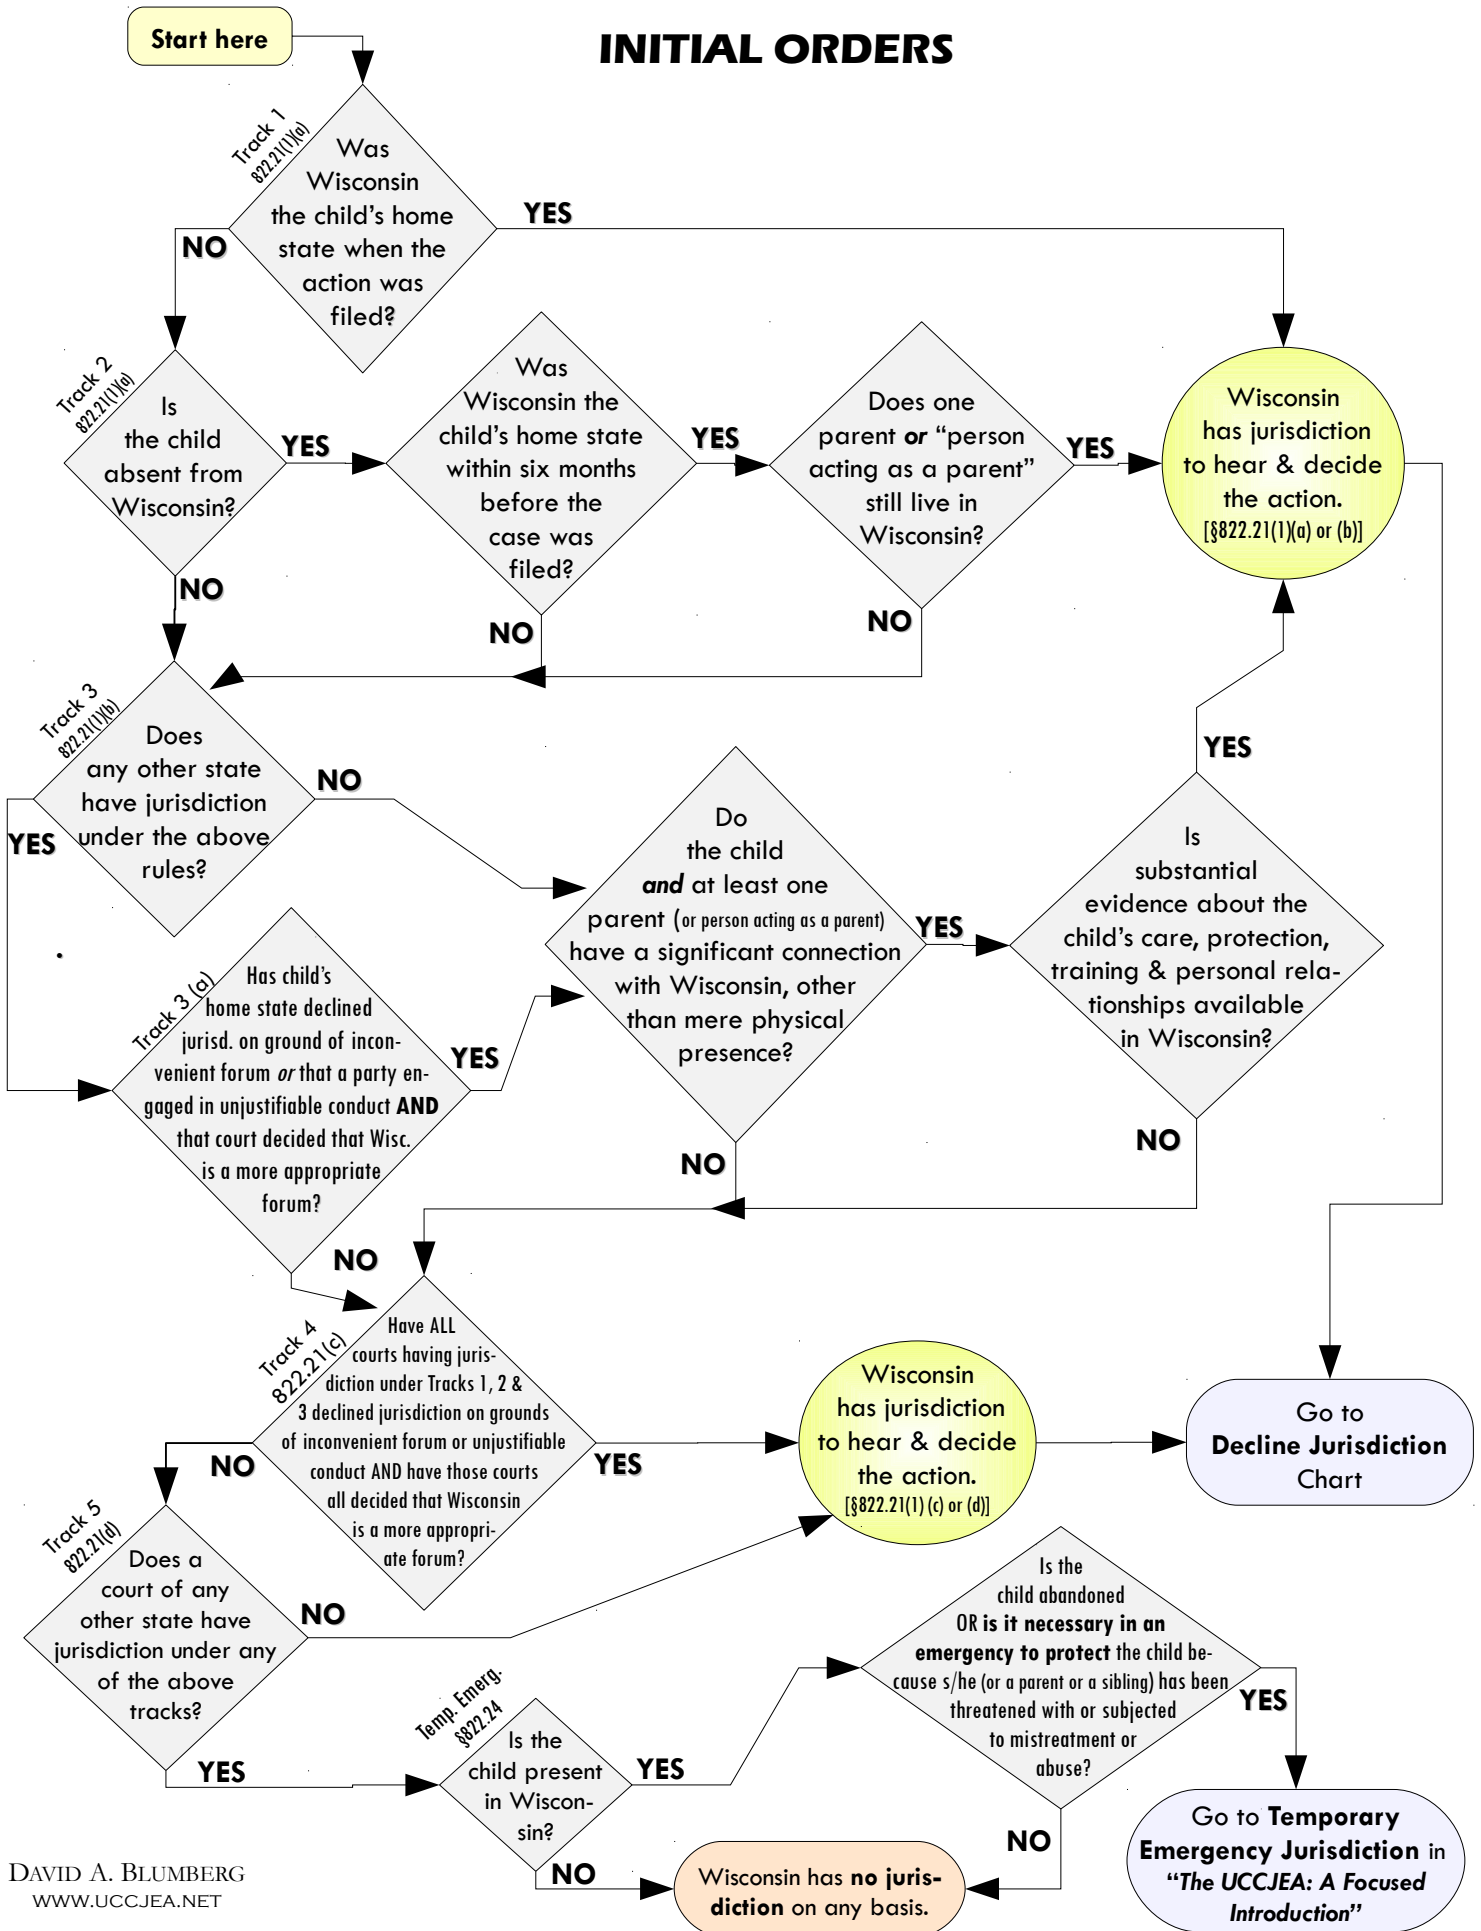 Start here
INITIAL ORDERS
Track 1
822.21(1)(a)
Was
Wisconsin
the child's home
state when the
action was
filed?
YES
NO
Track 2
822.21(1)(a)
Is
the child
absent from
Wisconsin?
YES
NO
Was
Wisconsin the
child's home state
within six months
before the
case was
filed?
YES
NO
Does one
parent or “person
acting as a parent”
still live in
Wisconsin?
YES
NO
Wisconsin
has jurisdiction
to hear & decide
the action.
[§822.21(1)(a) or (b)]
Track 3
822.21(1)(b)
Does
any other state
have jurisdiction
under the above
rules?
NO
YES
Do
the child
and at least one
parent (or person acting as a parent)
have a significant connection
with Wisconsin, other
than mere physical
presence?
YES
NO
Is
substantial
evidence about the
child's care, protection,
training & personal rela-
tionships available
in Wisconsin?
YES
NO
Track 3 (a)
Has child's
home state declined
jurisd. on ground of incon-
venient forum or that a party en-
gaged in unjustifiable conduct AND
that court decided that Wisc.
is a more appropriate
forum?
YES
NO
Track 4
822.21(c)
Have ALL
courts having juris-
diction under Tracks 1, 2 &
3 declined jurisdiction on grounds
of inconvenient forum or unjustifiable
conduct AND have those courts
all decided that Wisconsin
is a more appropri-
ate forum?
YES
NO
Wisconsin
has jurisdiction
to hear & decide
the action.
[§822.21(1) (c) or (d)]
Go to
Decline Jurisdiction
Chart
Track 5
822.21(d)
Does a
court of any
other state have
jurisdiction under any
of the above
tracks?
NO
YES
Temp. Emerg.
§822.24
Is the
child present
in Wiscon-
sin?
YES
NO
Is the
child abandoned
OR is it necessary in an
emergency to protect the child be-
cause s/he (or a parent or a sibling) has been
threatened with or subjected
to mistreatment or
abuse?
YES
NO
Wisconsin has no juris-
diction on any basis.
Go to Temporary
Emergency Jurisdiction in
“The UCCJEA: A Focused
Introduction”
DAVID A. BLUMBERG
WWW.UCCJEA.NET